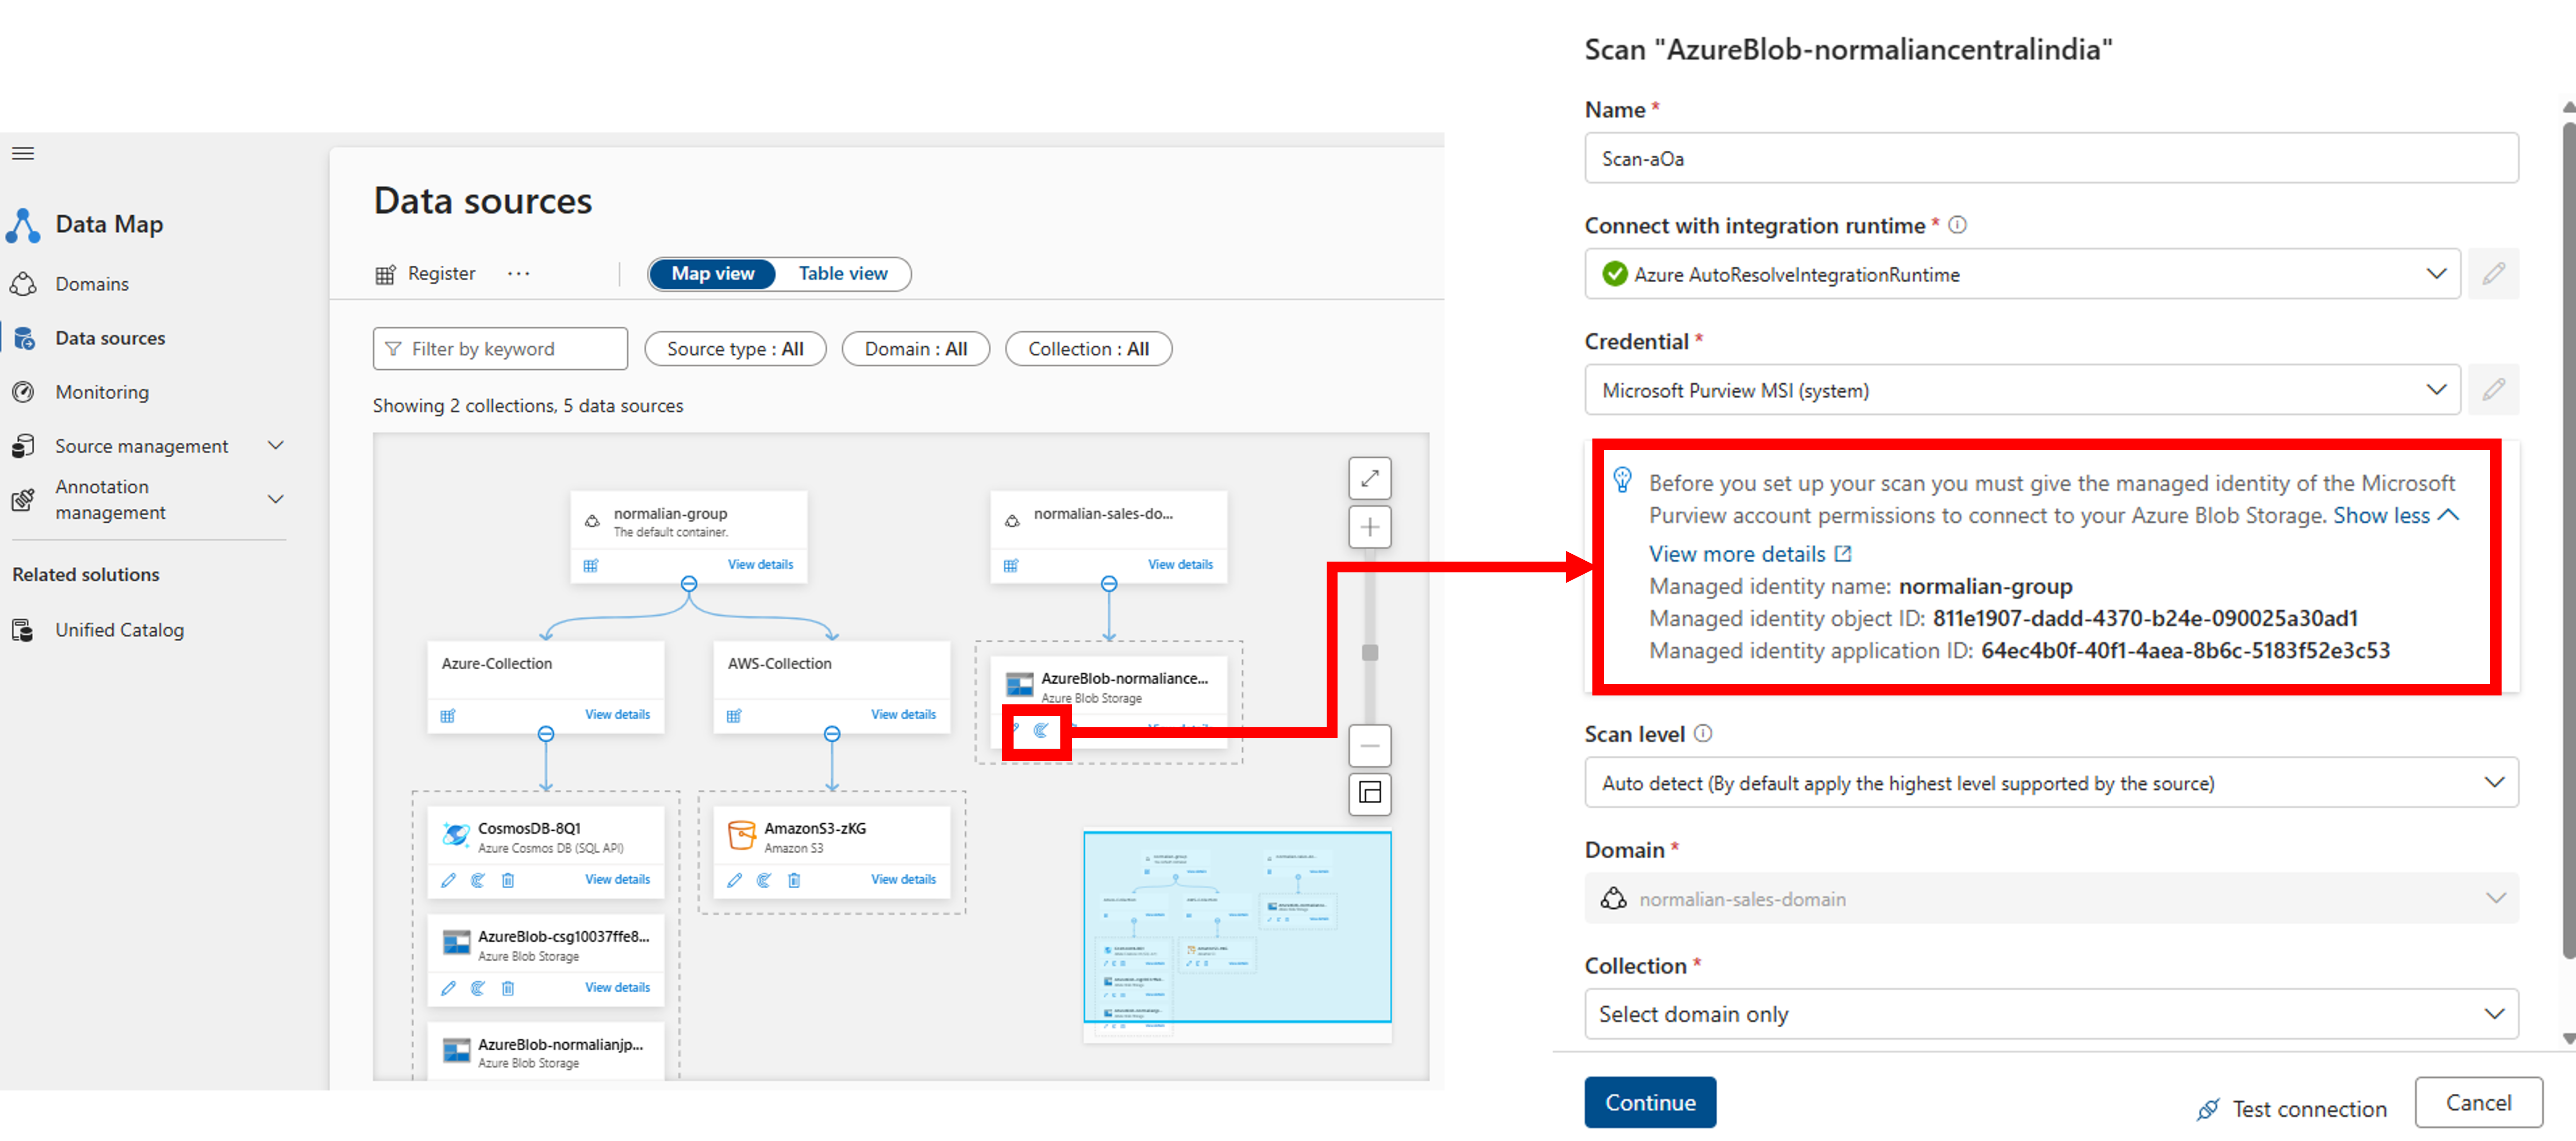 Data Map
Domains
Data sources
Monitoring
Source management
Annotation
management
Related solutions
Unified Catalog
Data sources
Register
Map view
Table view
Filter by keyword
Source type : All
Domain : All
Collection : All
Showing 2 collections, 5 data sources
normalian-group
The default container.
View details
normalian-sales-do...
View details
Azure-Collection
View details
AWS-Collection
View details
AzureBlob-normaliance...
Azure Blob Storage
CosmosDB-8Q1
Azure Cosmos DB (SQL API)
View details
AmazonS3-zKG
Amazon S3
View details
AzureBlob-csg10037ffe8...
Azure Blob Storage
View details
AzureBlob-normalianjp...
Azure Blob Storage
Scan "AzureBlob-normaliancentralindia"
Name *
Scan-aOa
Connect with integration runtime *
Azure AutoResolveIntegrationRuntime
Credential *
Microsoft Purview MSI (system)
Before you set up your scan you must give the managed identity of the Microsoft
Purview account permissions to connect to your Azure Blob Storage. Show less
View more details
Managed identity name: normalian-group
Managed identity object ID: 811e1907-dadd-4370-b24e-090025a30ad1
Managed identity application ID: 64ec4b0f-40f1-4aea-8b6c-5183f52e3c53
Scan level
Auto detect (By default apply the highest level supported by the source)
Domain *
normalian-sales-domain
Collection *
Select domain only
Continue
Test connection
Cancel